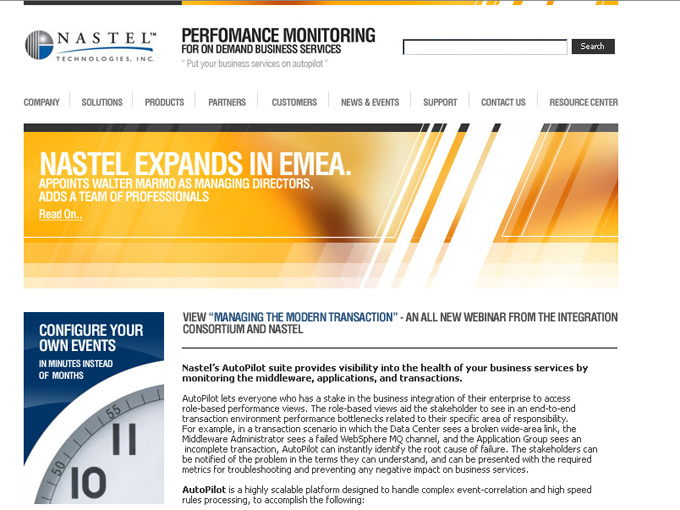 NASTEL™
TECHNOLOGIES, INC.
PERFOMANCE MONITORING
FOR ON DEMAND BUSINESS SERVICES
“ Put your business services on autopilot ”
Search
COMPANY
SOLUTIONS
PRODUCTS
PARTNERS
CUSTOMERS
NEWS & EVENTS
SUPPORT
CONTACT US
RESOURCE CENTER
NASTEL EXPANDS IN EMEA.
APPOINTS WALTER MARMO AS MANAGING DIRECTORS,
ADDS A TEAM OF PROFESSIONALS
Read On..
CONFIGURE YOUR
OWN EVENTS
IN MINUTES INSTEAD
OF MONTHS
55
11
50
10
VIEW “MANAGING THE MODERN TRANSACTION” - AN ALL NEW WEBINAR FROM THE INTEGRATION
CONSORTIUM AND NASTEL
Nastel’s AutoPilot suite provides visibility into the health of your business services by
monitoring the middleware, applications, and transactions.
AutoPilot lets everyone who has a stake in the business integration of their enterprise to access
role-based performance views. The role-based views aid the stakeholder to see in an end-to-end
transaction environment performance bottlenecks related to their specific area of responsibility.
For example, in a transaction scenario in which the Data Center sees a broken wide-area link, the
Middleware Administrator sees a failed WebSphere MQ channel, and the Application Group sees an
incomplete transaction, AutoPilot can instantly identify the root cause of failure. The stakeholders can
be notified of the problem in the terms they can understand, and can be presented with the required
metrics for troubleshooting and preventing any negative impact on business services.
AutoPilot is a highly scalable platform designed to handle complex event-correlation and high speed
rules processing, to accomplish the following: